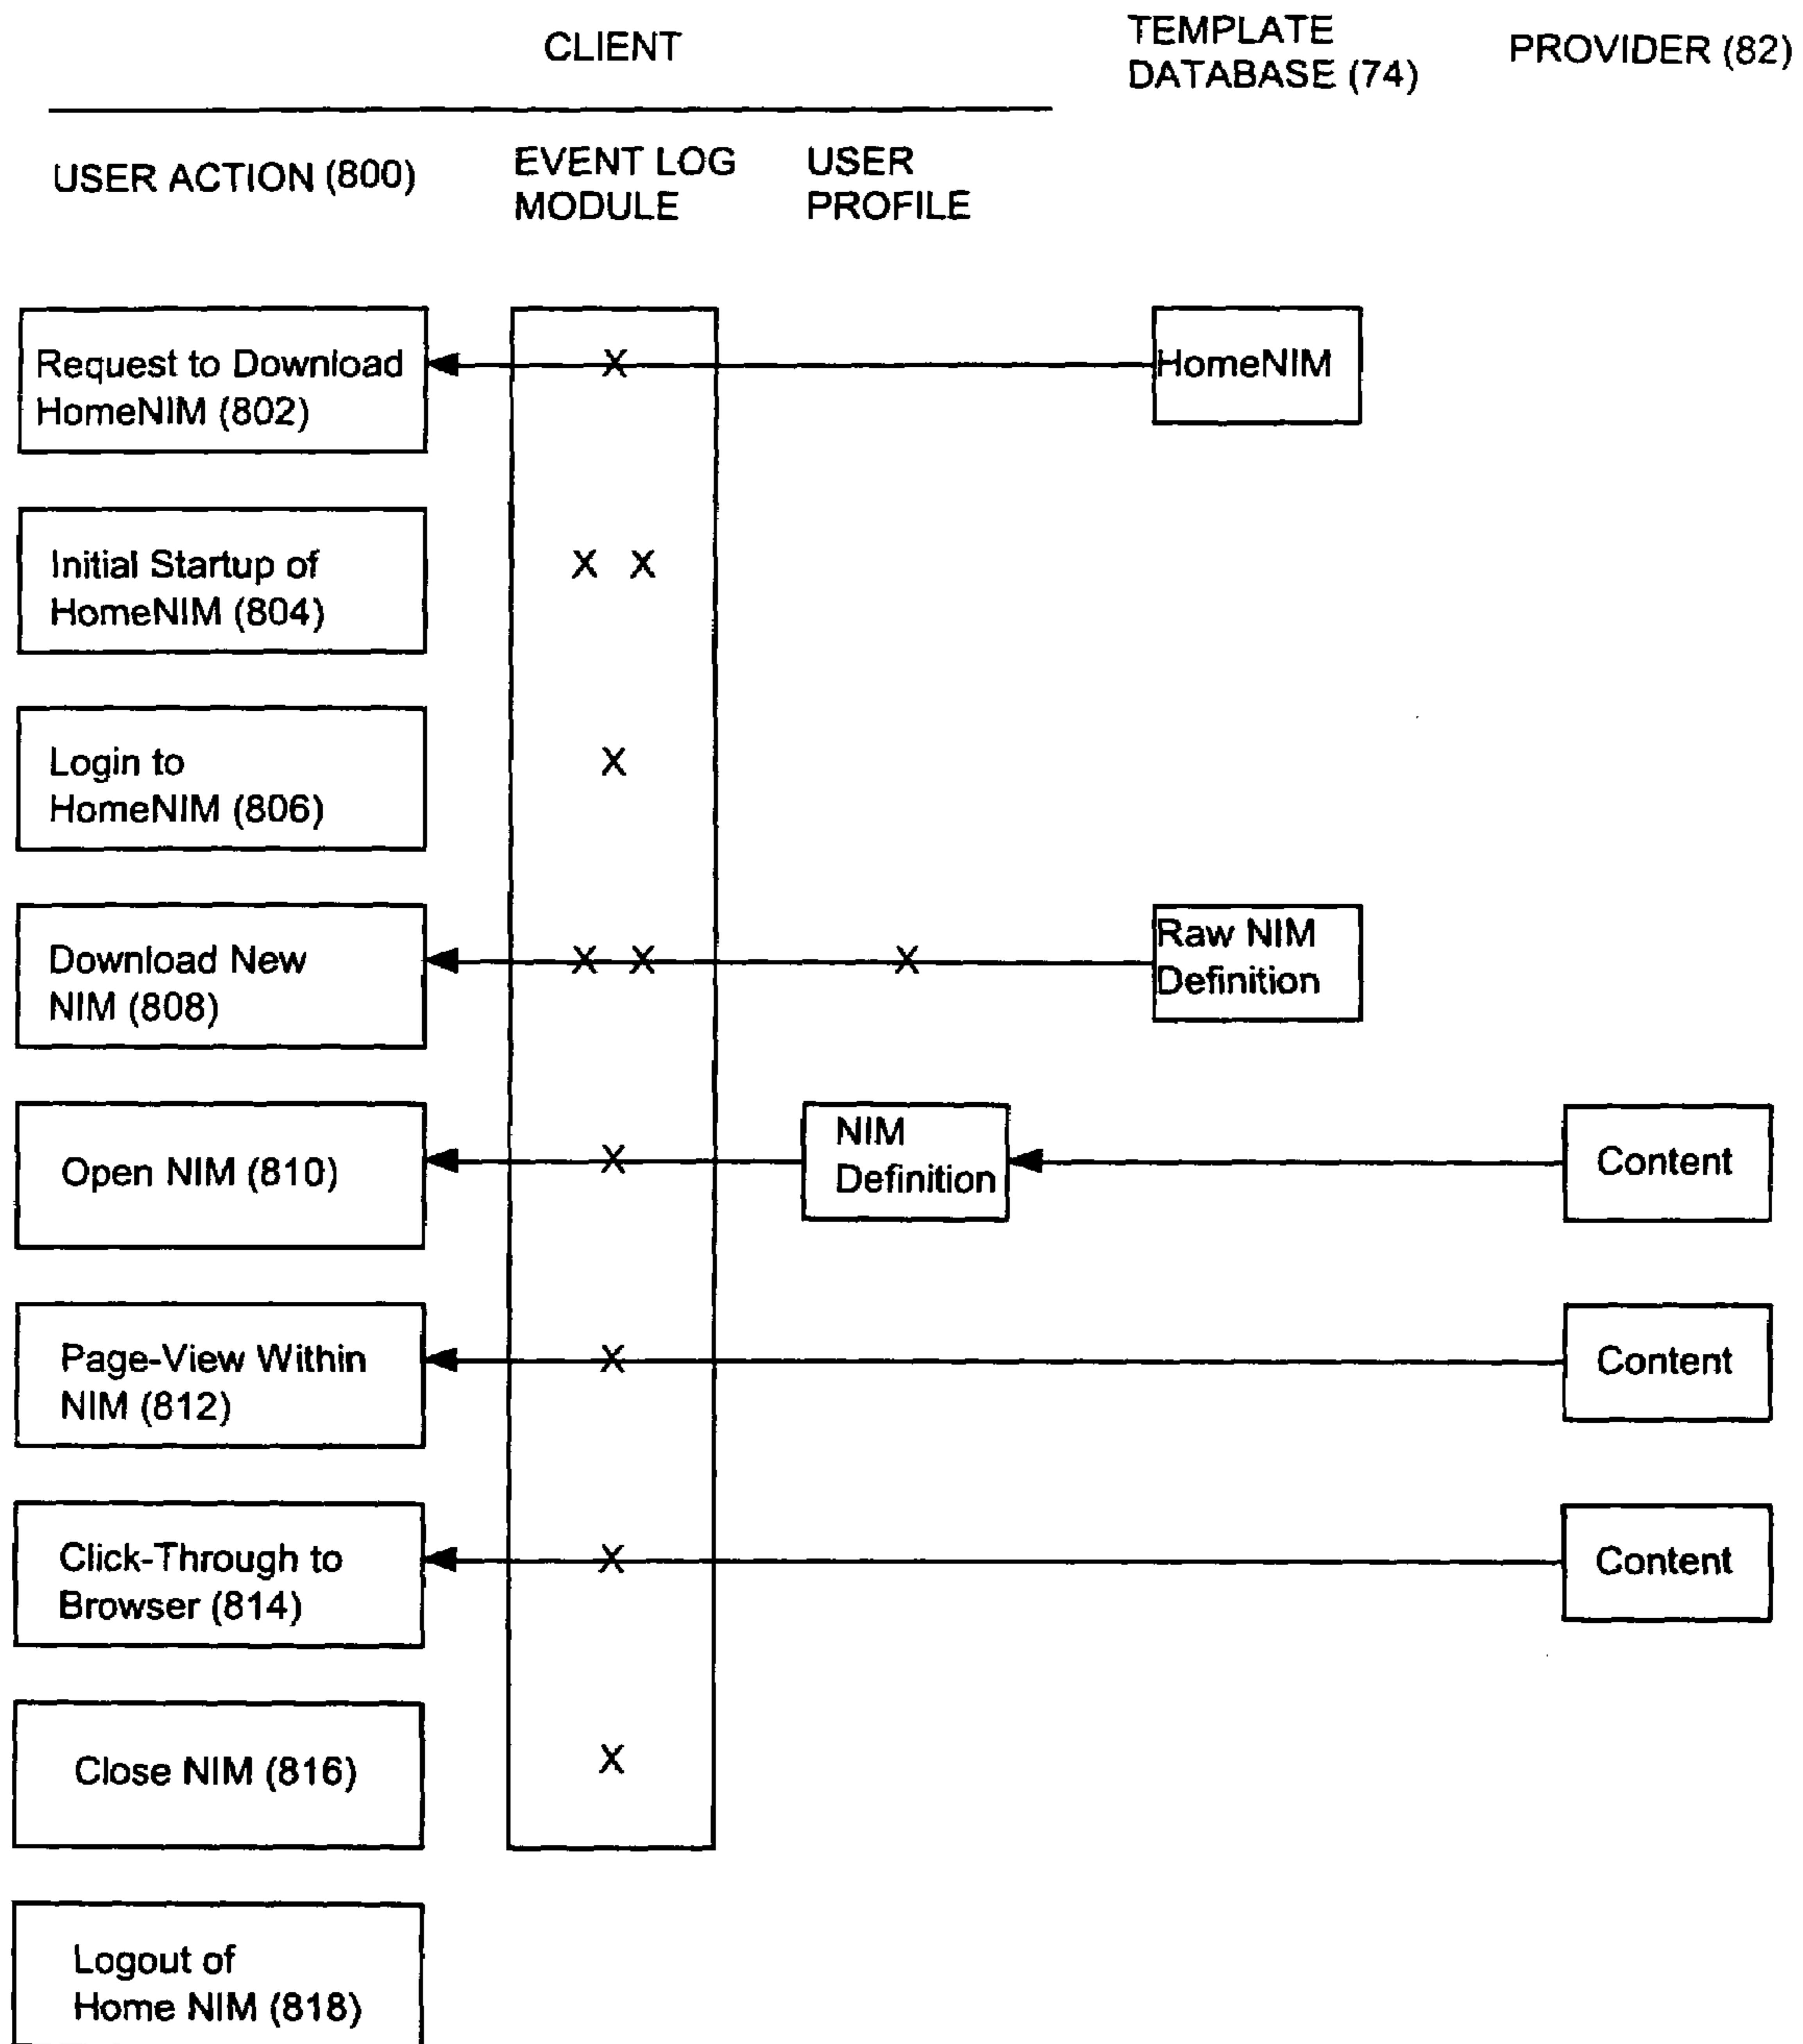 CLIENT
TEMPLATE
DATABASE (74)
PROVIDER (82)
USER ACTION (800)
EVENT LOG
MODULE
USER
PROFILE
Request to Download
HomeNIM (802)
X
HomeNIM
Initial Startup of
HomeNIM (804)
X X
Login to
HomeNIM (806)
X
Download New
NIM (808)
X X
X
Raw NIM
Definition
Open NIM (810)
X
NIM
Definition
Content
Page-View Within
NIM (812)
X
Content
Click-Through to
Browser (814)
X
Content
Close NIM (816)
X
Logout of
Home NIM (818)